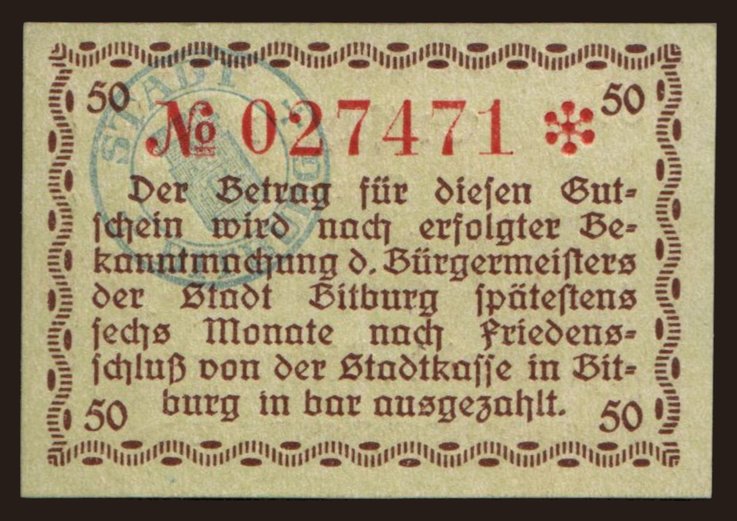 50 50
№ 027471
Der Betrag für diesen Gut-
schein wird nach erfolgter Be-
kanntmachung d. Bürgermeisters
der Stadt Bitburg spätestens
sechs Monate nach Friedens-
schluß von der Stadtkasse in Bit-
burg in bar ausgezahlt.
50 50
STADT